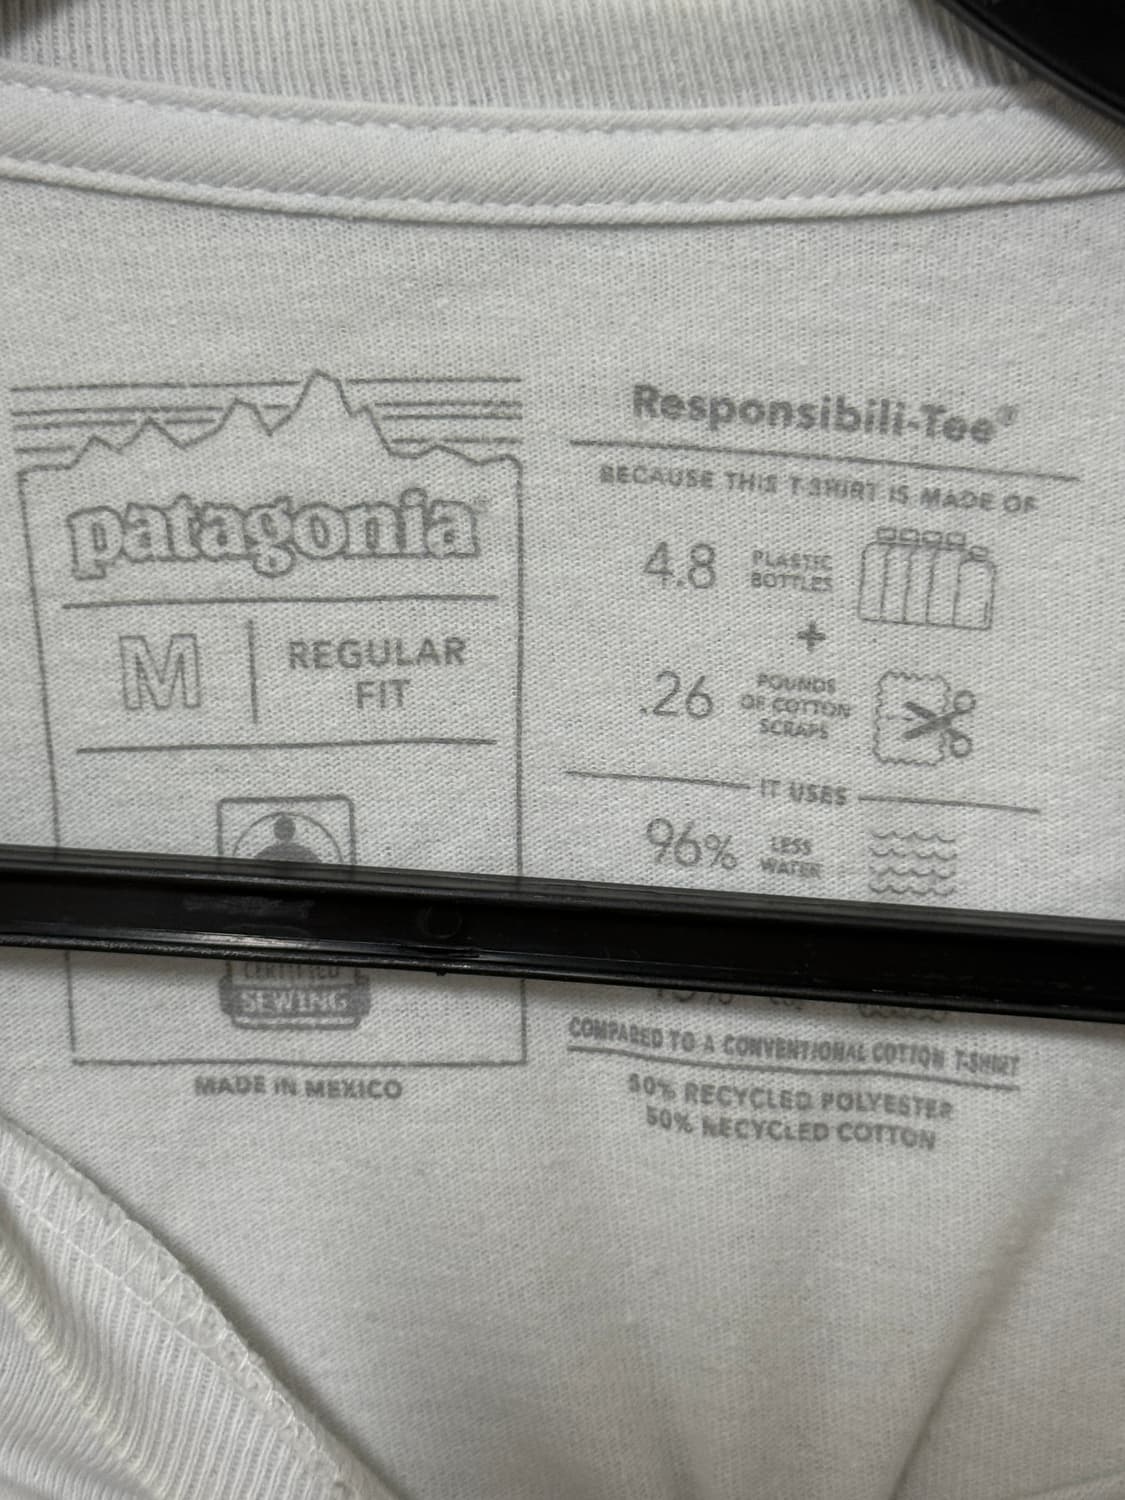 patagonia®
M
REGULAR
FIT
CERTIFIED
SEWING
MADE IN MEXICO
Responsibili-Tee®
BECAUSE THIS T-SHIRT IS MADE OF
4.8 PLASTIC
BOTTLES
+
.26 POUNDS
OF COTTON
SCRAPS
IT USES
96% LESS
WATER
COMPARED TO A CONVENTIONAL COTTON T-SHIRT
50% RECYCLED POLYESTER
50% RECYCLED COTTON